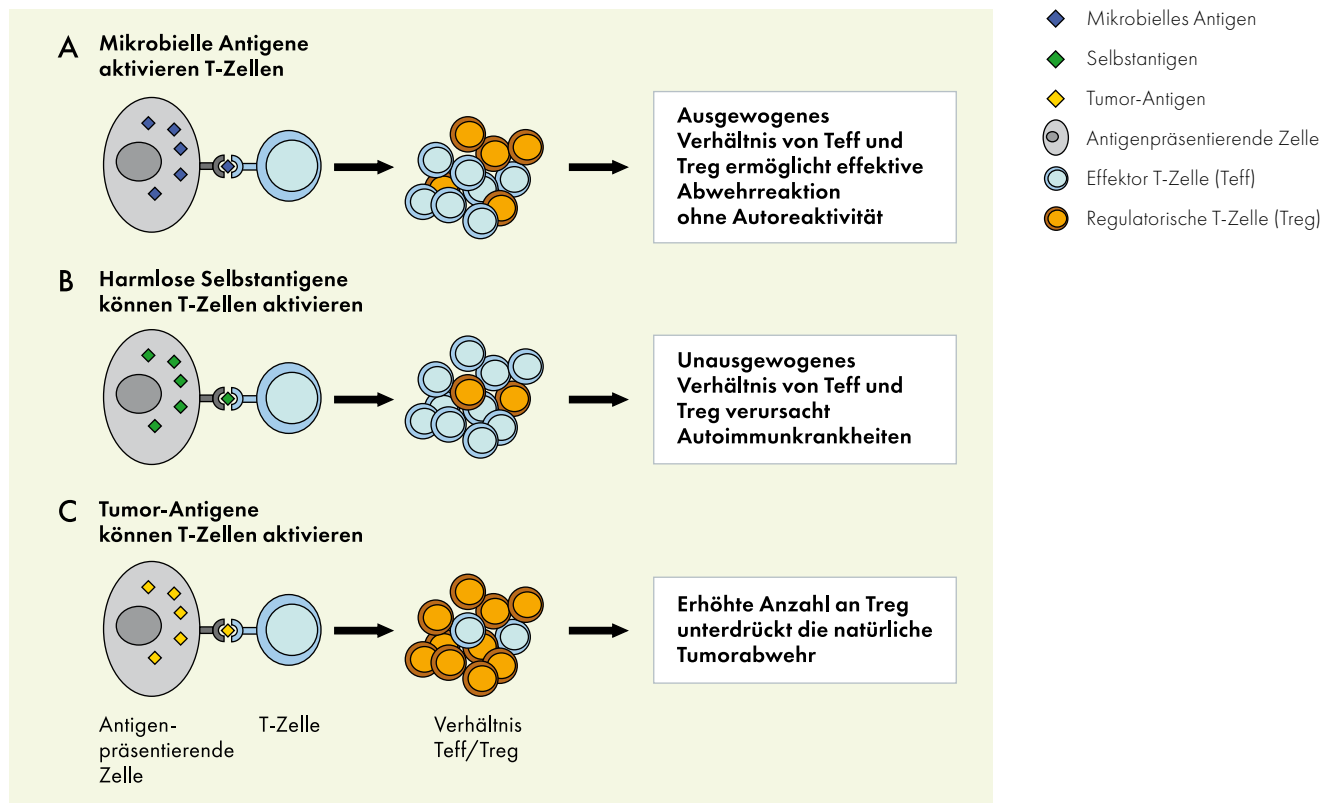 A
Mikrobielle Antigene
aktivieren T-Zellen
Ausgewogenes
Verhältnis von Teff und
Treg ermöglicht effektive
Abwehrreaktion
ohne Autoreaktivität
B
Harmlose Selbstantigene
können T-Zellen aktivieren
Unausgewogenes
Verhältnis von Teff und
Treg verursacht
Autoimmunkrankheiten
C
Tumor-Antigene
können T-Zellen aktivieren
Erhöhte Anzahl an Treg
unterdrückt die natürliche
Tumorabwehr
Antigen-
präsentierende
Zelle
T-Zelle
Verhältnis
Teff/Treg
Mikrobielles Antigen
Selbstantigen
Tumor-Antigen
Antigenpräsentierende Zelle
Effektor T-Zelle (Teff)
Regulatorische T-Zelle (Treg)